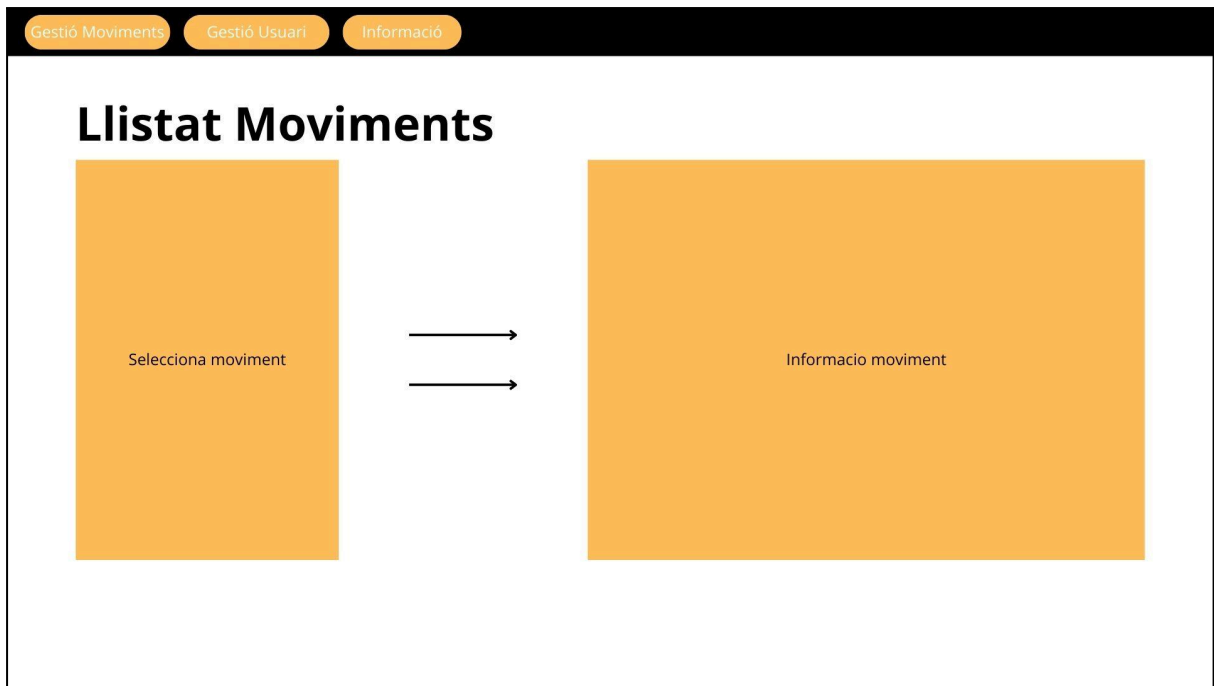 Gestió Moviments
Gestió Usuari
Informació
Llistat Moviments
Selecciona moviment
Informacio moviment